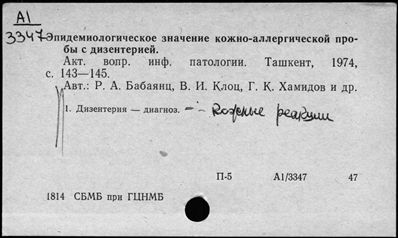 А1
3347 Эпидемиологическое значение кожно-аллергической про-
бы с дизентерией.
Акт. вопр. инф. патологии. Ташкент, 1974,
с. 143—145.
Авт.: Р. А. Бабаянц, В. И. Клоц, Г. К. Хамидов и др.
1. Дизентерия — диагноз. – – кожные реакции
П-5 А1/3347 47
1814 СБМБ при ГЦНМБ